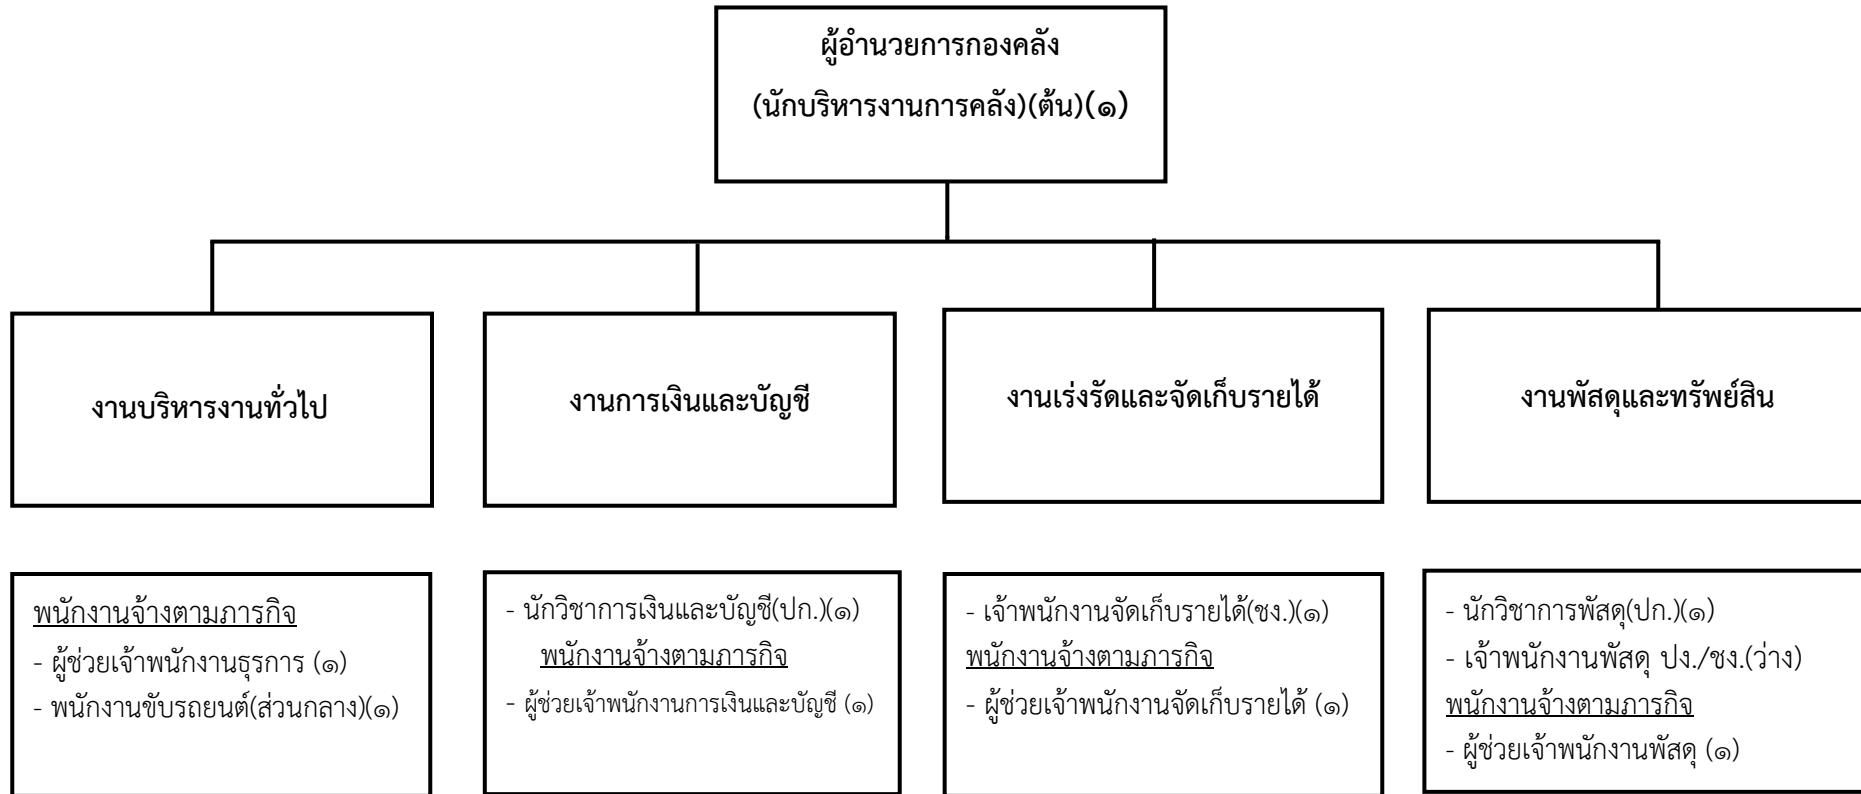 ผู้อำนวยการกองคลัง
(นักบริหารงานการคลัง)(ต้น)(๑)
งานบริหารงานทั่วไป
งานการเงินและบัญชี
งานเร่งรัดและจัดเก็บรายได้
งานพัสดุและทรัพย์สิน
พนักงานจ้างตามภารกิจ
- ผู้ช่วยเจ้าพนักงานธุรการ (๑)
- พนักงานขับรถยนต์(ส่วนกลาง)(๑)
- นักวิชาการเงินและบัญชี(ปก.)(๑)
พนักงานจ้างตามภารกิจ
- ผู้ช่วยเจ้าพนักงานการเงินและบัญชี (๑)
- เจ้าพนักงานจัดเก็บรายได้(ชง.)(๑)
พนักงานจ้างตามภารกิจ
- ผู้ช่วยเจ้าพนักงานจัดเก็บรายได้ (๑)
- นักวิชาการพัสดุ(ปก.)(๑)
- เจ้าพนักงานพัสดุ ปง./ชง.(ว่าง)
พนักงานจ้างตามภารกิจ
- ผู้ช่วยเจ้าพนักงานพัสดุ (๑)